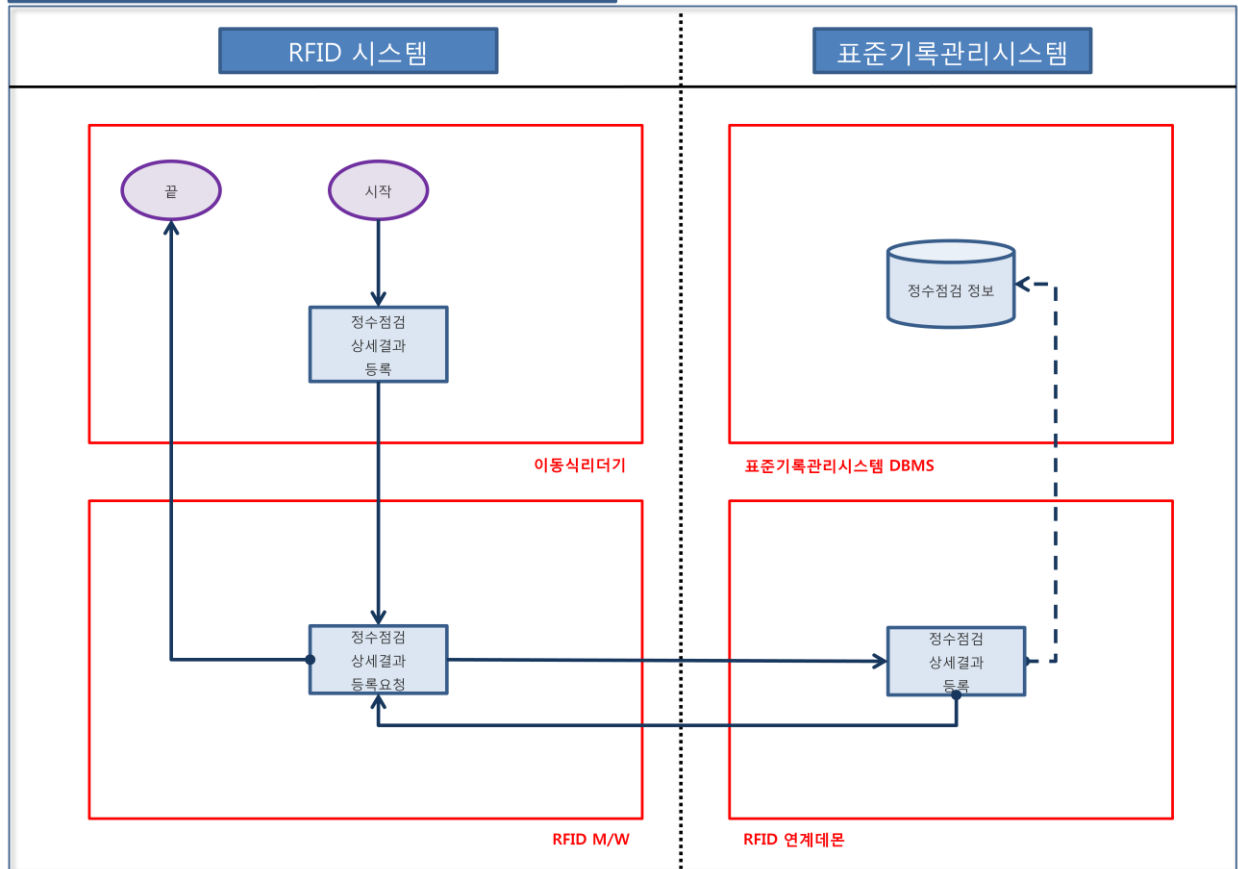 RFID 시스템
표준기록관리시스템
끝
시작
정수점검
상세결과
등록
정수점검 정보
이동식리더기
표준기록관리시스템 DBMS
정수점검
상세결과
등록요청
정수점검
상세결과
등록
RFID M/W
RFID 연계데몬